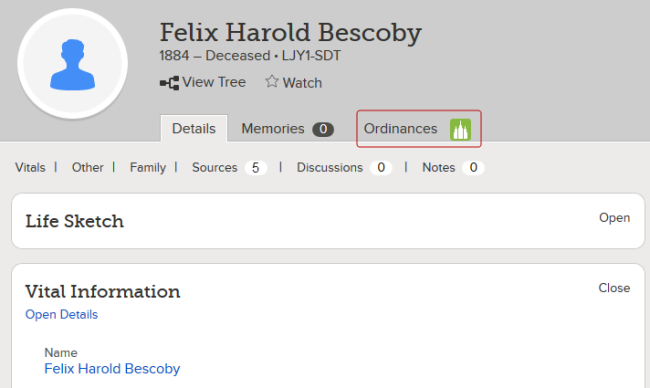 Felix Harold Bescoby
1884 – Deceased • LJY1-SDT
View Tree Watch
Details Memories 0 Ordinances
Vitals | Other | Family | Sources 5 | Discussions 0 | Notes 0
Life Sketch Open
Vital Information Close
Open Details
Name
Felix Harold Bescoby